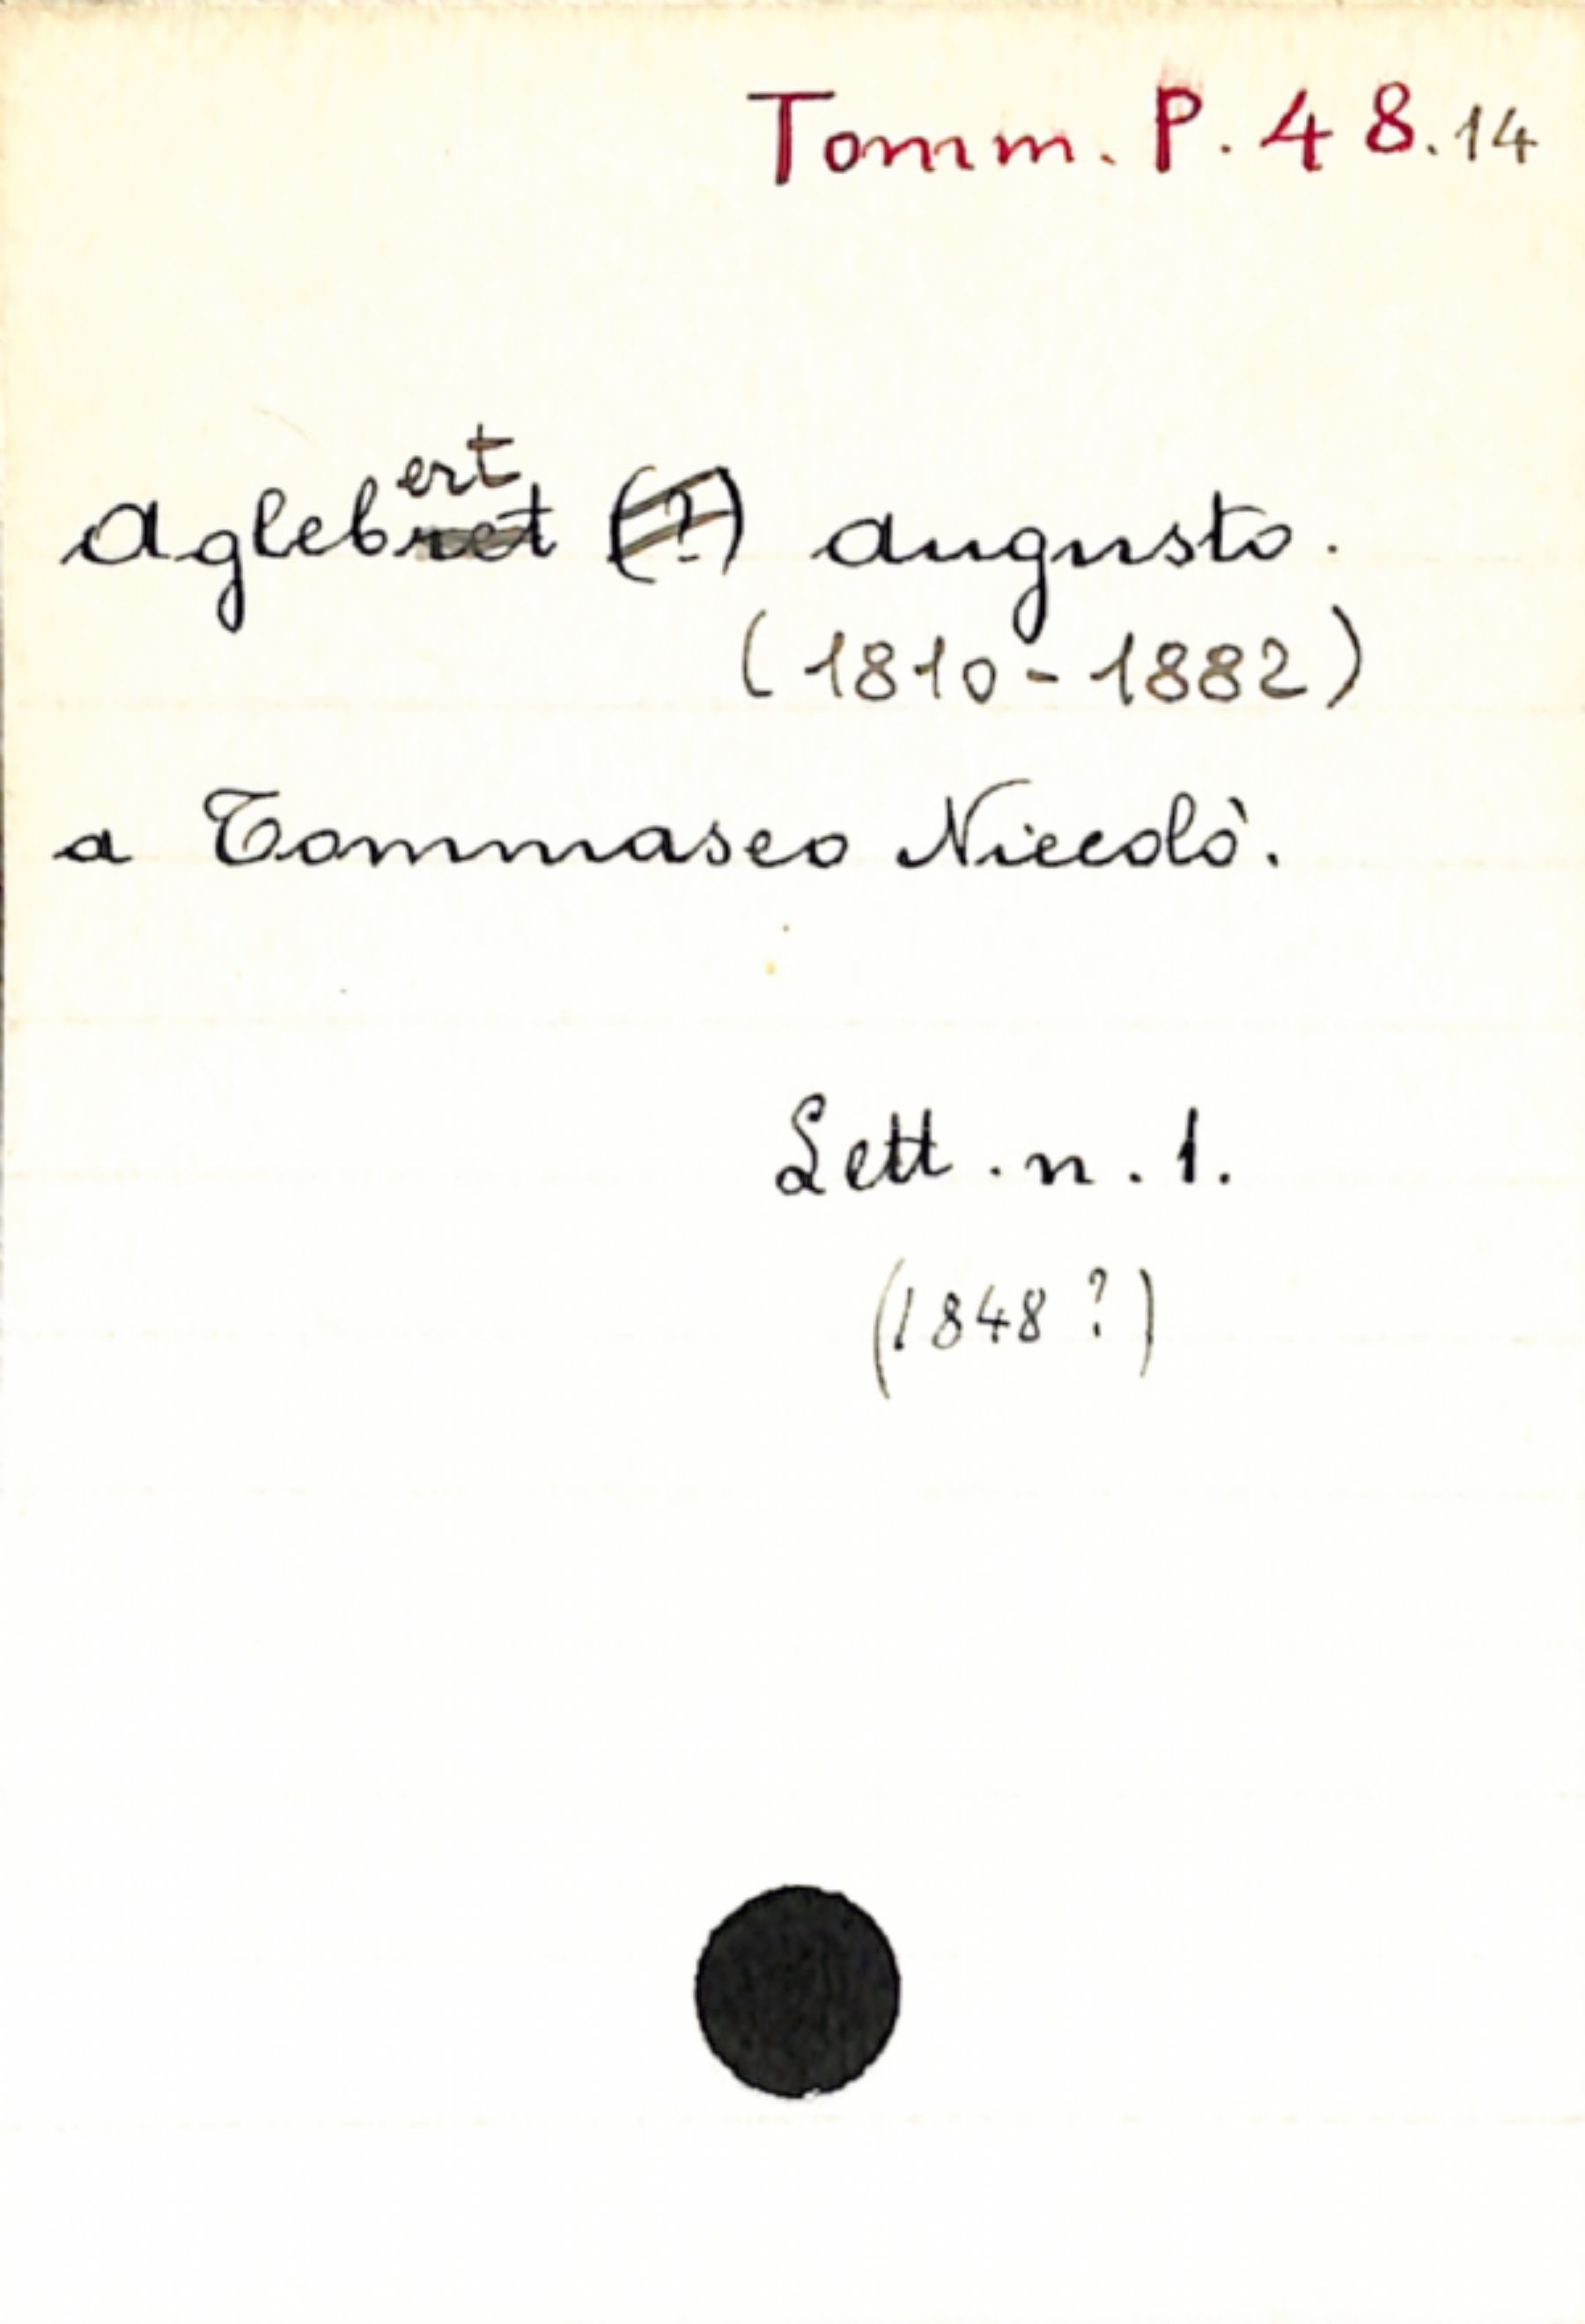 Tomm. P. 48.14
Aglebert Augusto.
(1810-1882)
a Tommaseo Niccolò.
Lett. n. 1.
(1848 ?)